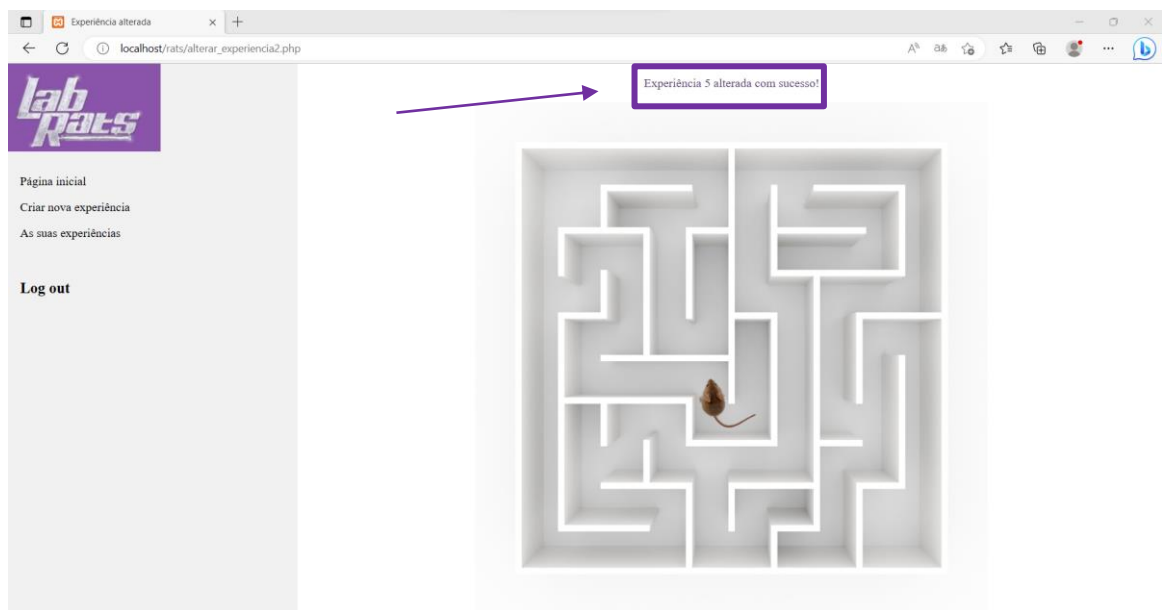 Experiência alterada
localhost/rats/alterar_experiencia2.php
lab
Rats
Experiência 5 alterada com sucesso!
Página inicial
Criar nova experiência
As suas experiências
Log out